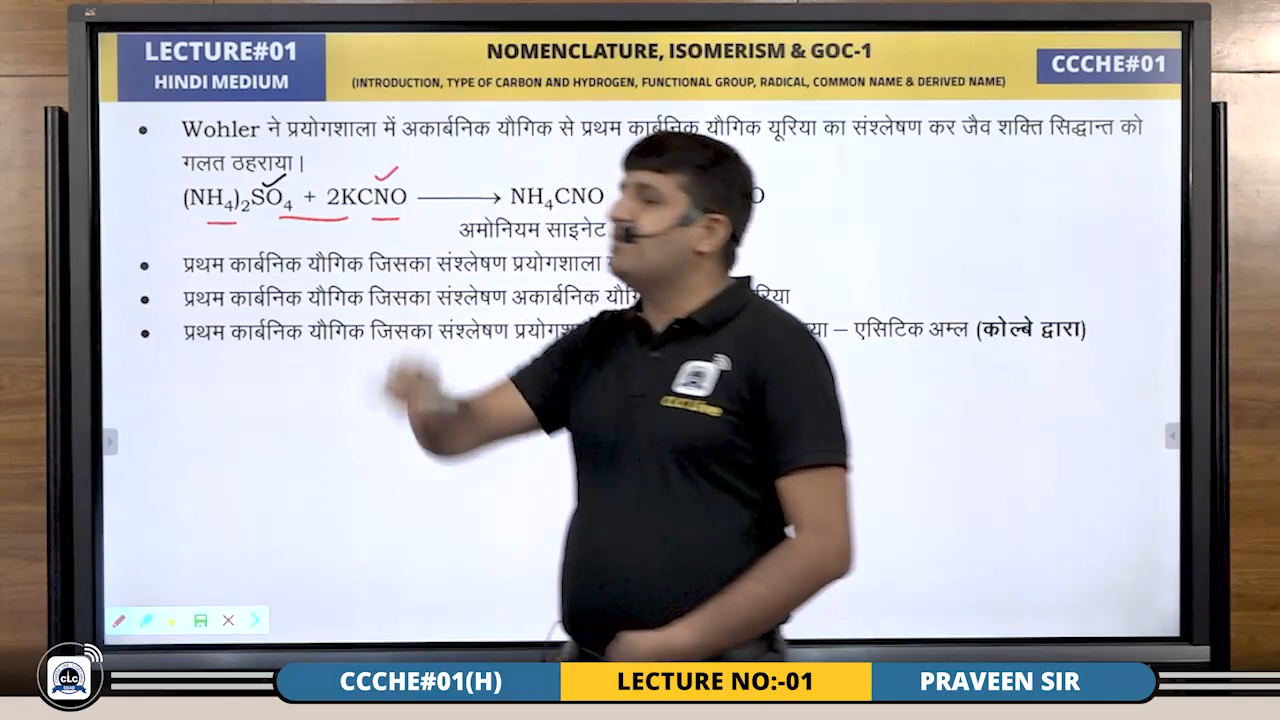 LECTURE#01
HINDI MEDIUM
NOMENCLATURE, ISOMERISM & GOC-1
(INTRODUCTION, TYPE OF CARBON AND HYDROGEN, FUNCTIONAL GROUP, RADICAL, COMMON NAME & DERIVED NAME)
CCCHE#01
• Wohler ने प्रयोगशाला में अकार्बनिक यौगिक से प्रथम कार्बनिक यौगिक यूरिया का संश्लेषण कर जैव शक्ति सिद्धान्त को
गलत ठहराया।
(NH₄)₂SO₄ + 2KCNO ⟶ NH₄CNO
अमोनियम साइनेट
• प्रथम कार्बनिक यौगिक जिसका संश्लेषण प्रयोगशाला
• प्रथम कार्बनिक यौगिक जिसका संश्लेषण अकार्बनिक
• प्रथम कार्बनिक यौगिक जिसका संश्लेषण – एसिटिक अम्ल (कोल्बे द्वारा)
CLC
CCCHE#01(H)
LECTURE NO:-01
PRAVEEN SIR